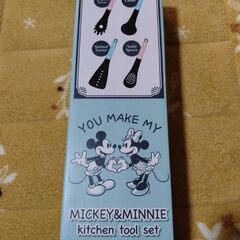 Slotted
Turner
Solid
Spoon
YOU MAKE MY
MICKEY&MINNIE
kitchen tool set